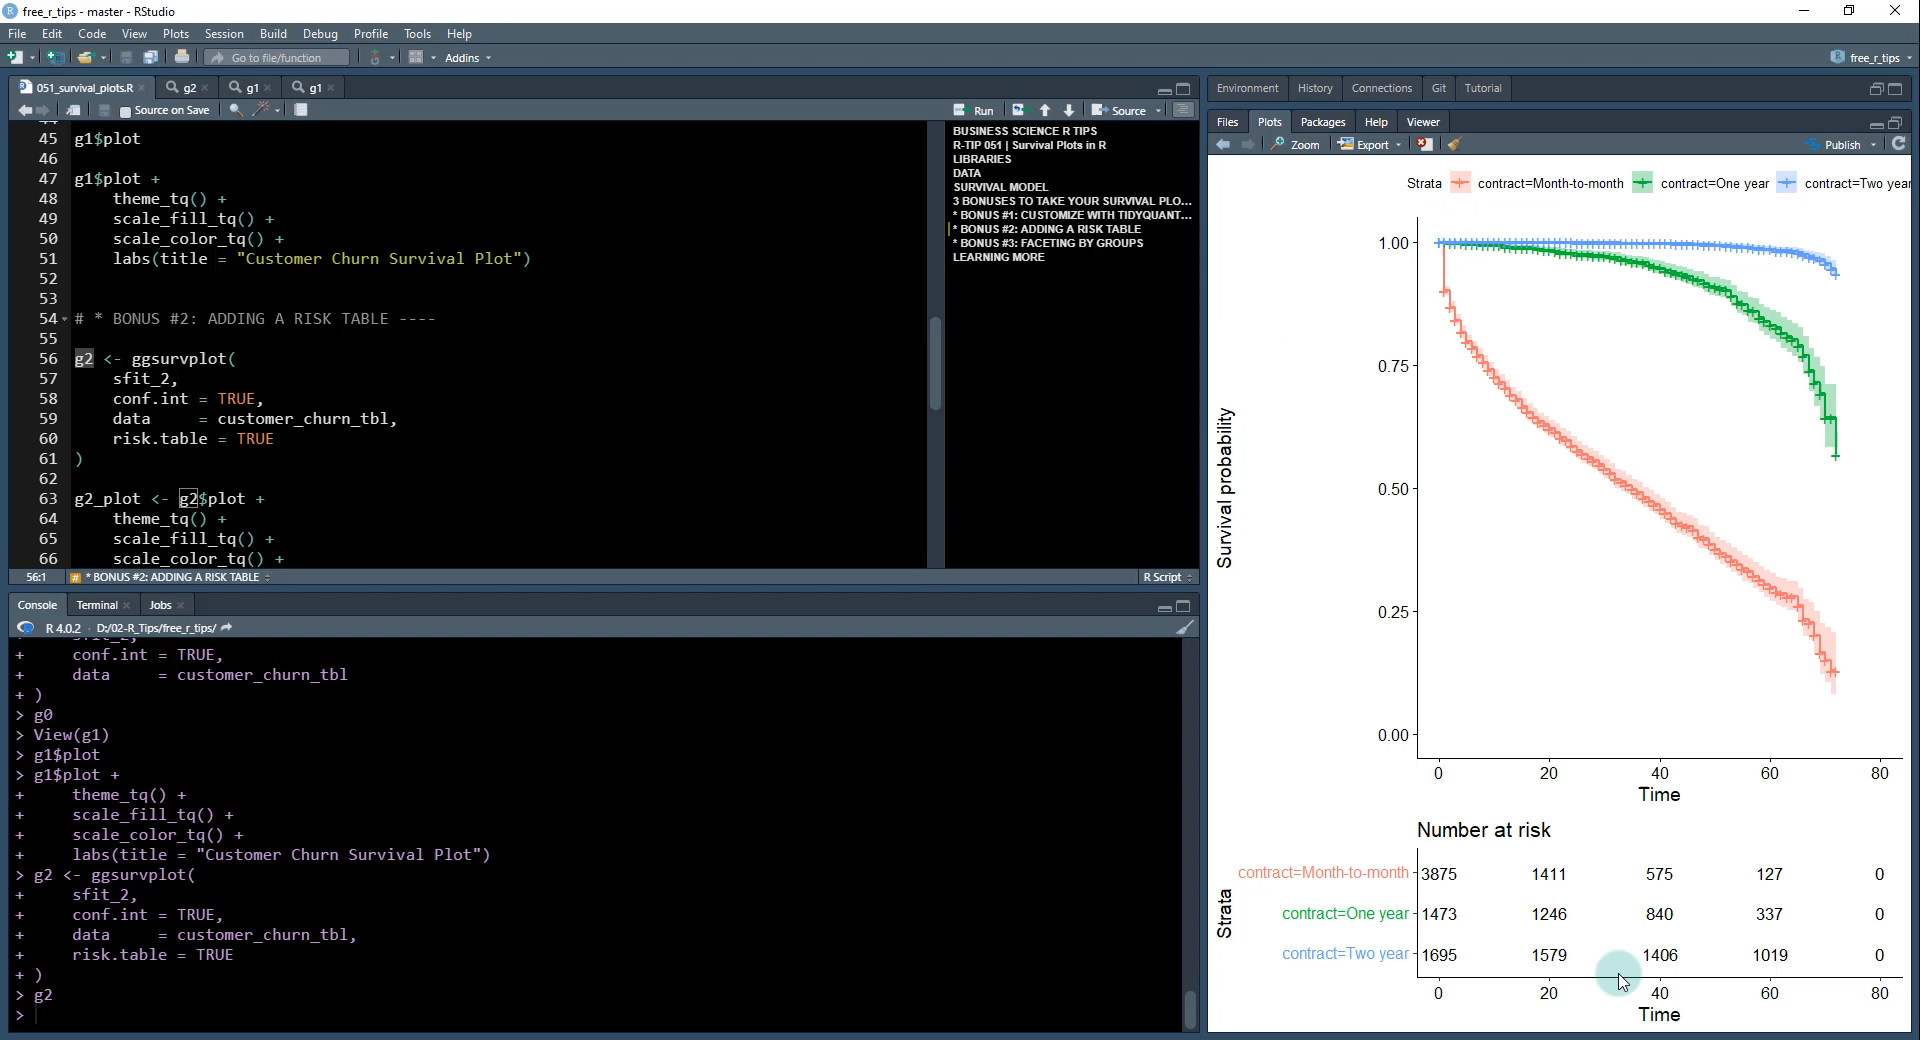 free_r_tips - master - RStudio
File Edit Code View Plots Session Build Debug Profile Tools Help
Go to file/function Addins free_r_tips
051_survival_plots.R g2 g1 g1
Source on Save Run Source
45 g1$plot
46
47 g1$plot +
48 theme_tq() +
49 scale_fill_tq() +
50 scale_color_tq() +
51 labs(title = "Customer Churn Survival Plot")
52
53
54 # * BONUS #2: ADDING A RISK TABLE ----
55
56 g2 <- ggsurvplot(
57 sfit_2,
58 conf.int = TRUE,
59 data = customer_churn_tbl,
60 risk.table = TRUE
61 )
62
63 g2_plot <- g2$plot +
64 theme_tq() +
65 scale_fill_tq() +
66 scale_color_tq() +
56:1 # * BONUS #2: ADDING A RISK TABLE R Script
BUSINESS SCIENCE R TIPS
R-TIP 051 | Survival Plots in R
LIBRARIES
DATA
SURVIVAL MODEL
3 BONUSES TO TAKE YOUR SURVIVAL PLO...
* BONUS #1: CUSTOMIZE WITH TIDYQUANT...
* BONUS #2: ADDING A RISK TABLE
* BONUS #3: FACETING BY GROUPS
LEARNING MORE
Console Terminal Jobs
R 4.0.2 · D:/02-R_Tips/free_r_tips/
+ sfit_2,
+ conf.int = TRUE,
+ data = customer_churn_tbl
+ )
> g0
> View(g1)
> g1$plot
> g1$plot +
+ theme_tq() +
+ scale_fill_tq() +
+ scale_color_tq() +
+ labs(title = "Customer Churn Survival Plot")
> g2 <- ggsurvplot(
+ sfit_2,
+ conf.int = TRUE,
+ data = customer_churn_tbl,
+ risk.table = TRUE
+ )
> g2
>
Environment History Connections Git Tutorial
Files Plots Packages Help Viewer
Zoom Export Publish
Strata contract=Month-to-month contract=One year contract=Two year
1.00
0.75
0.50
0.25
0.00
Survival probability
0 20 40 60 80
Time
Number at risk
Strata
contract=Month-to-month 3875 1411 575 127 0
contract=One year 1473 1246 840 337 0
contract=Two year 1695 1579 1406 1019 0
0 20 40 60 80
Time